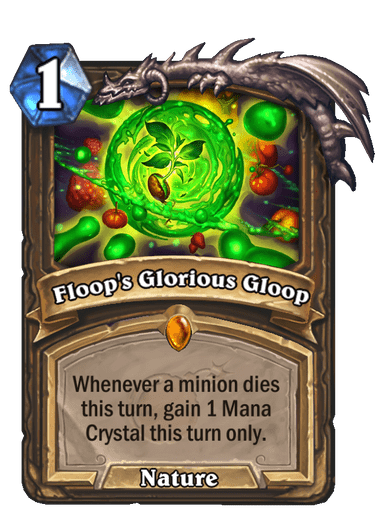 1
Floop's Glorious Gloop
Whenever a minion dies
this turn, gain 1 Mana
Crystal this turn only.
Nature